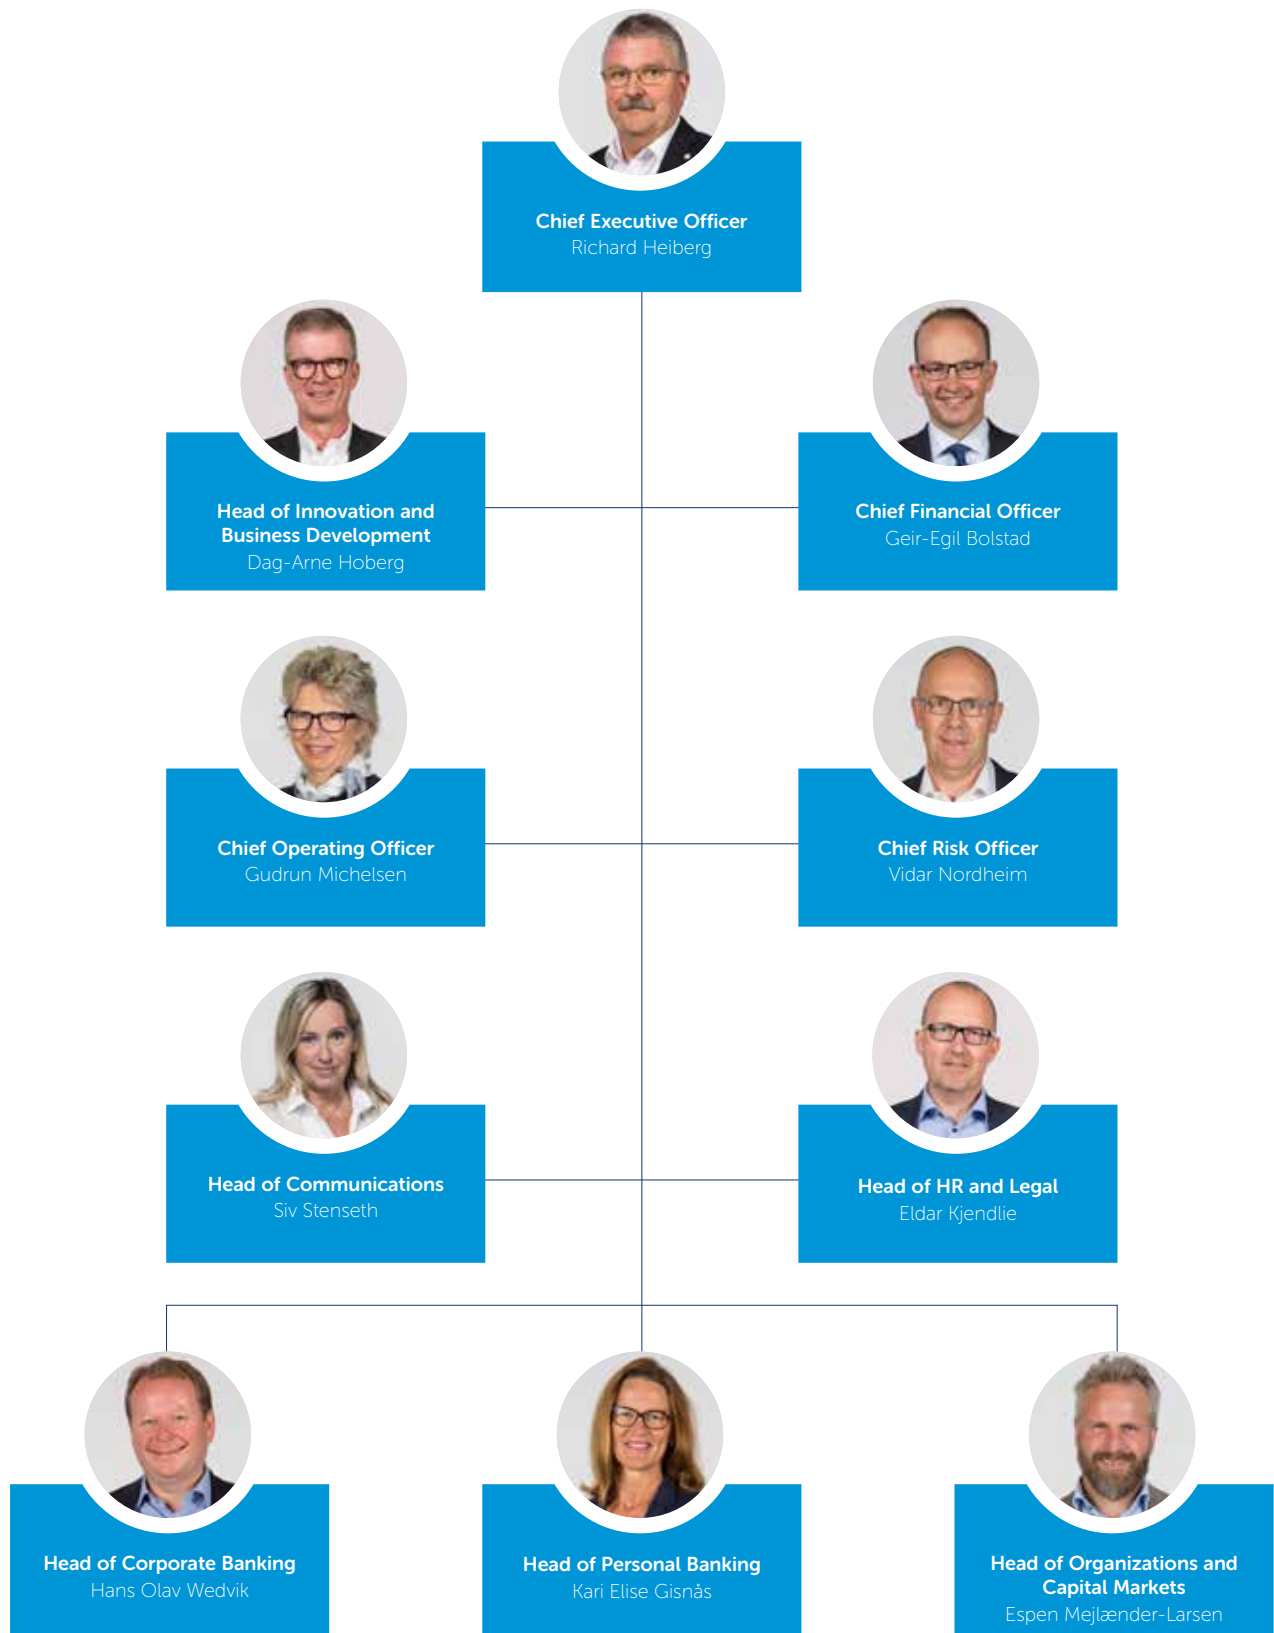 Chief Executive Officer
Richard Heiberg
Head of Innovation and
Business Development
Dag-Arne Hoberg
Chief Financial Officer
Geir-Egil Bolstad
Chief Operating Officer
Gudrun Michelsen
Chief Risk Officer
Vidar Nordheim
Head of Communications
Siv Stenseth
Head of HR and Legal
Eldar Kjendlie
Head of Corporate Banking
Hans Olav Wedvik
Head of Personal Banking
Kari Elise Gisnås
Head of Organizations and
Capital Markets
Espen Mejlænder-Larsen